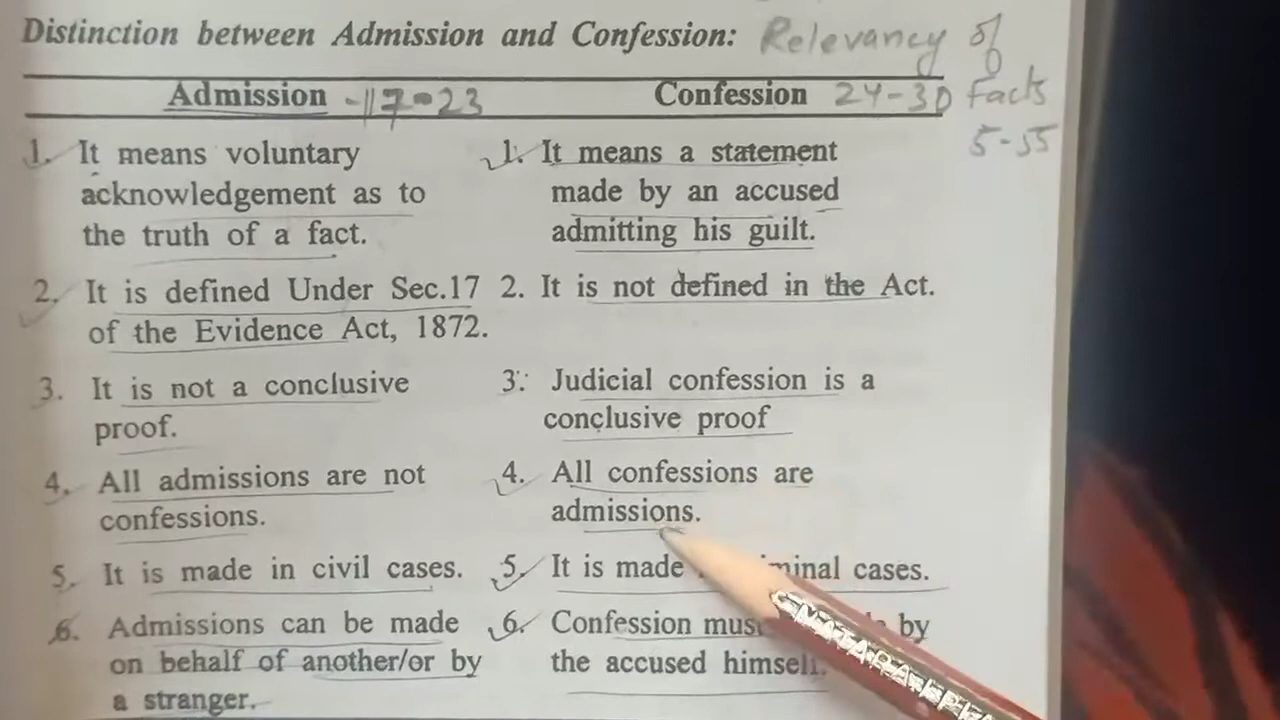 Distinction between Admission and Confession: Relevancy of
Admission - 17-23 Confession 24-30 Facts
5-55
1. It means voluntary
acknowledgement as to
the truth of a fact.
1. It means a statement
made by an accused
admitting his guilt.
2. It is defined Under Sec.17
of the Evidence Act, 1872.
2. It is not defined in the Act.
3. It is not a conclusive
proof.
3. Judicial confession is a
conclusive proof
4. All admissions are not
confessions.
4. All confessions are
admissions.
5. It is made in civil cases.
5. It is made minal cases.
6. Admissions can be made
on behalf of another/or by
a stranger.
6. Confession mus by
the accused himself.